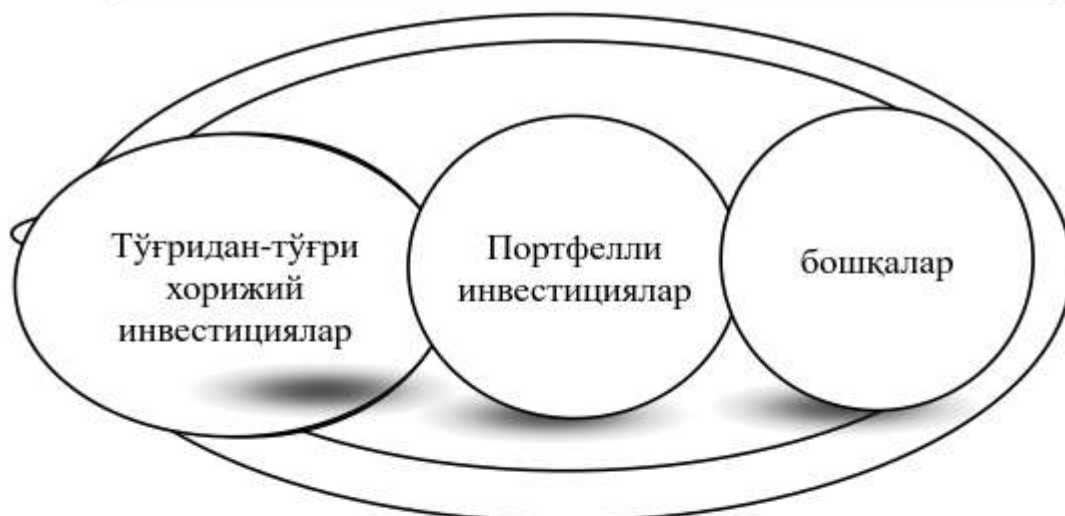 Тўғридан-тўғри
хорижий
инвестициялар
Портфелли
инвестициялар
бошқалар